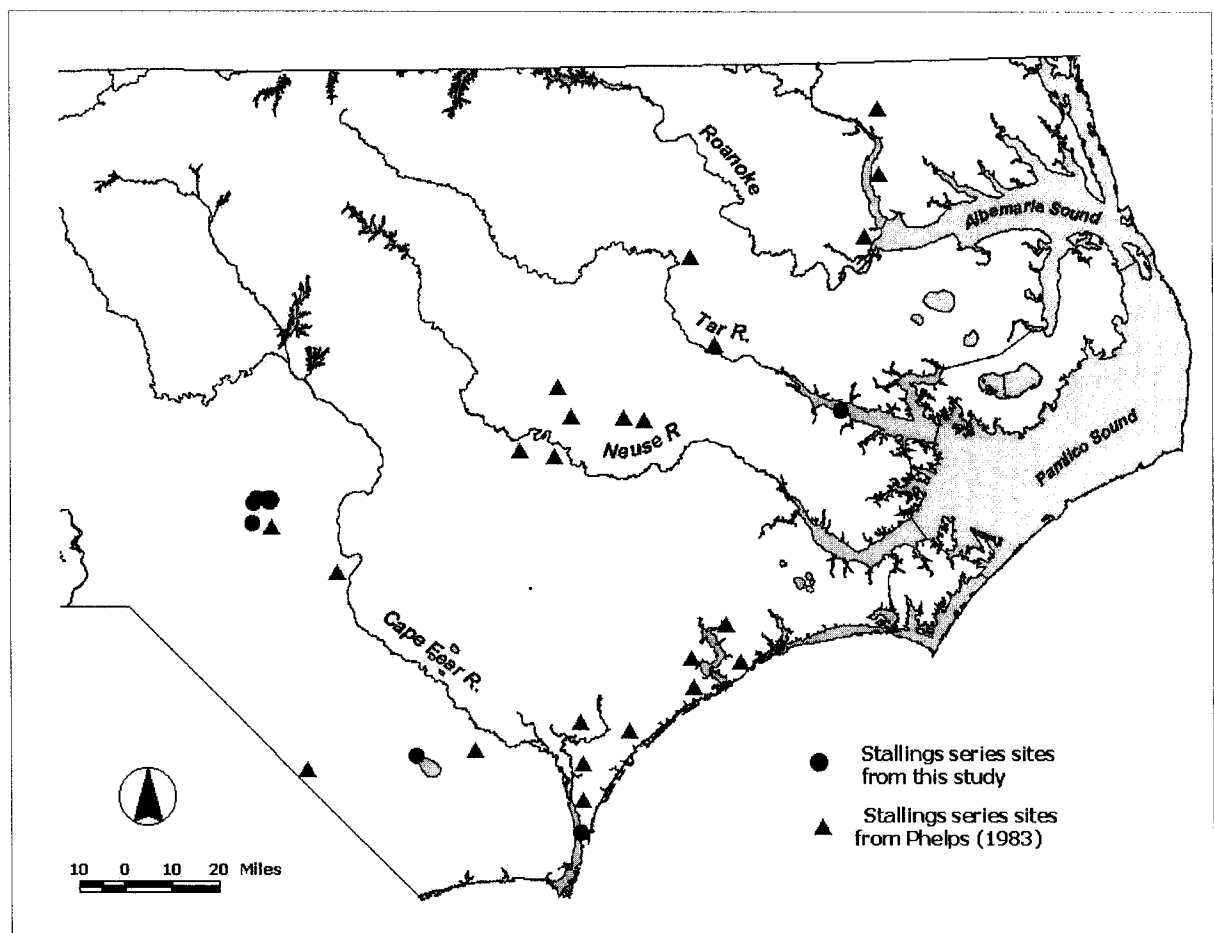 Roanoke
Albemarle Sound
Tar R.
Neuse R
Pamlico Sound
Cape Fear R.
Stallings series sites
from this study
Stallings series sites
from Phelps (1983)
10 0 10 20 Miles